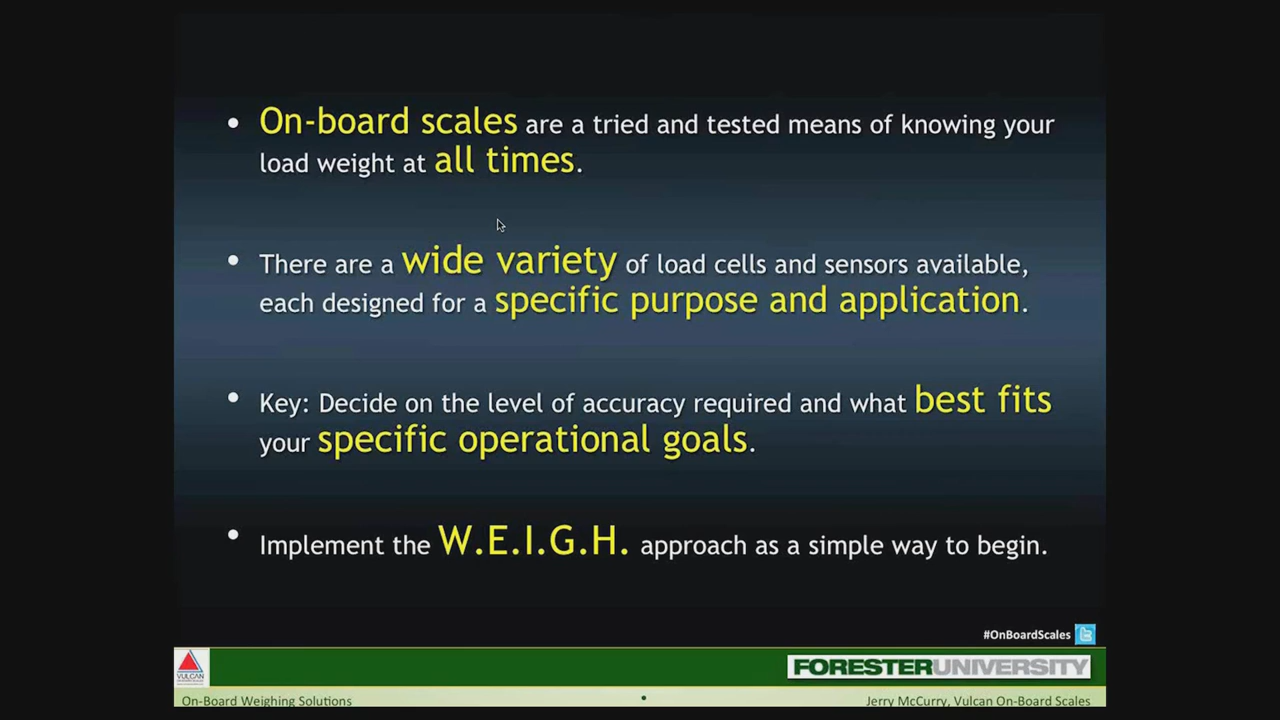 • On-board scales are a tried and tested means of knowing your
load weight at all times.
• There are a wide variety of load cells and sensors available,
each designed for a specific purpose and application.
• Key: Decide on the level of accuracy required and what best fits
your specific operational goals.
• Implement the W.E.I.G.H. approach as a simple way to begin.
#OnBoardScales
VULCAN
FORESTERUNIVERSITY
On-Board Weighing Solutions
Jerry McCurry, Vulcan On-Board Scales